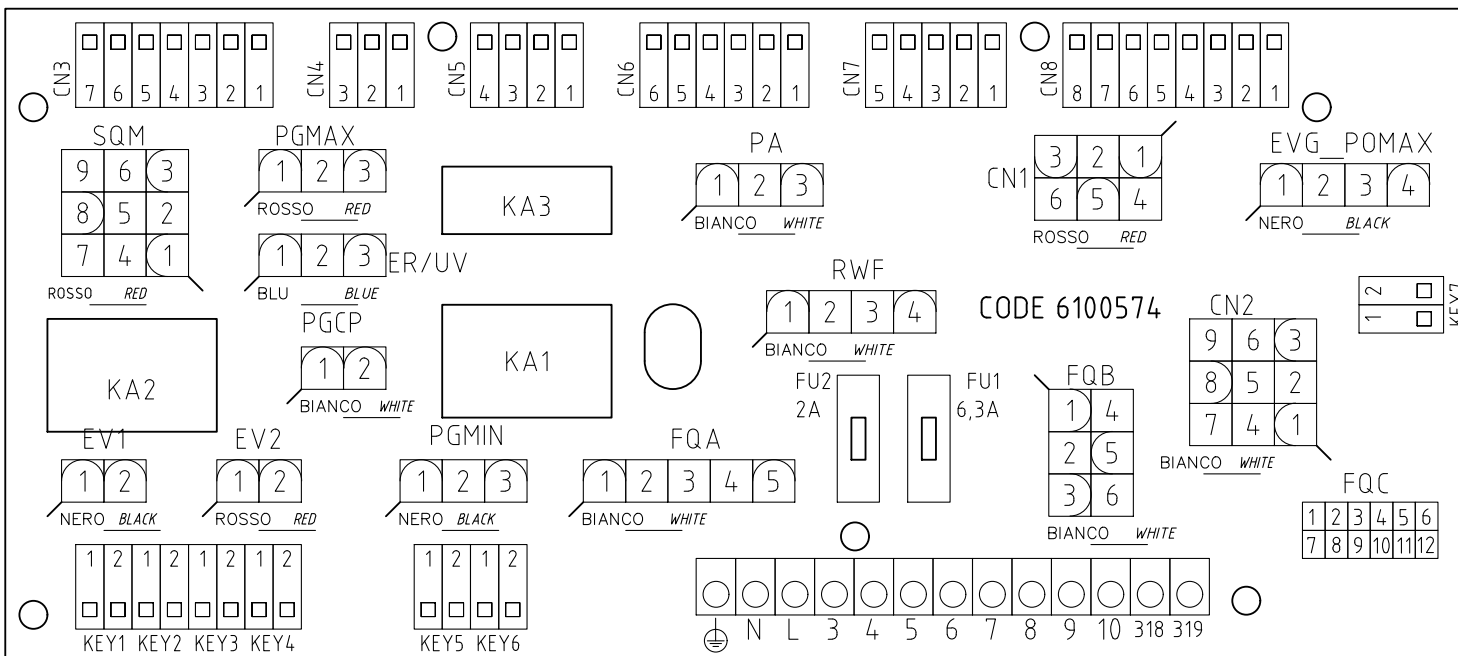 CN3 7 6 5 4 3 2 1
CN4 3 2 1
CN5 4 3 2 1
CN6 6 5 4 3 2 1
CN7 5 4 3 2 1
CN8 8 7 6 5 4 3 2 1
SQM
9 6 3
8 5 2
7 4 1
ROSSO RED
PGMAX
1 2 3
ROSSO RED
1 2 3 ER/UV
BLU BLUE
PGCP
1 2
BIANCO WHITE
KA3
KA1
KA2
PA
1 2 3
BIANCO WHITE
CN1
3 2 1
6 5 4
ROSSO RED
EVG_POMAX
1 2 3 4
NERO BLACK
RWF
1 2 3 4
BIANCO WHITE
CODE 6100574
KEY7
2
1
CN2
9 6 3
8 5 2
7 4 1
BIANCO WHITE
FU2
2A
FU1
6,3A
FQB
1 4
2 5
3 6
BIANCO WHITE
EV1
1 2
NERO BLACK
EV2
1 2
ROSSO RED
PGMIN
1 2 3
NERO BLACK
FQA
1 2 3 4 5
BIANCO WHITE
FQC
1 2 3 4 5 6
7 8 9 10 11 12
1 2 1 2 1 2 1 2
KEY1 KEY2 KEY3 KEY4
1 2 1 2
KEY5 KEY6
N L 3 4 5 6 7 8 9 10 318 319